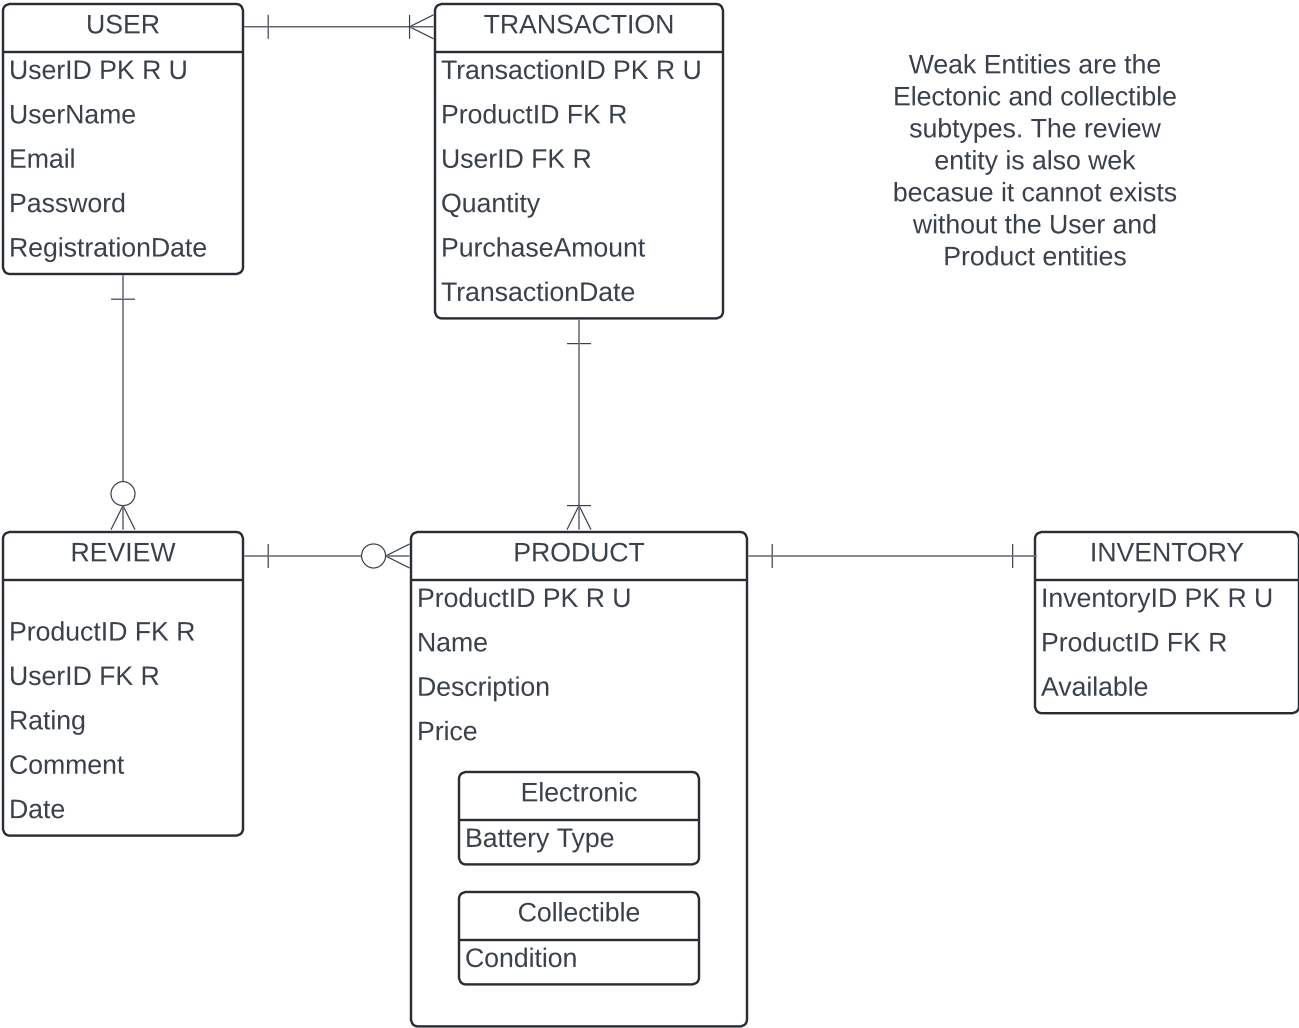 USER
UserID PK R U
UserName
Email
Password
RegistrationDate
TRANSACTION
TransactionID PK R U
ProductID FK R
UserID FK R
Quantity
PurchaseAmount
TransactionDate
Weak Entities are the
Electonic and collectible
subtypes. The review
entity is also wek
becasue it cannot exists
without the User and
Product entities
REVIEW
ProductID FK R
UserID FK R
Rating
Comment
Date
PRODUCT
ProductID PK R U
Name
Description
Price
Electronic
Battery Type
Collectible
Condition
INVENTORY
InventoryID PK R U
ProductID FK R
Available